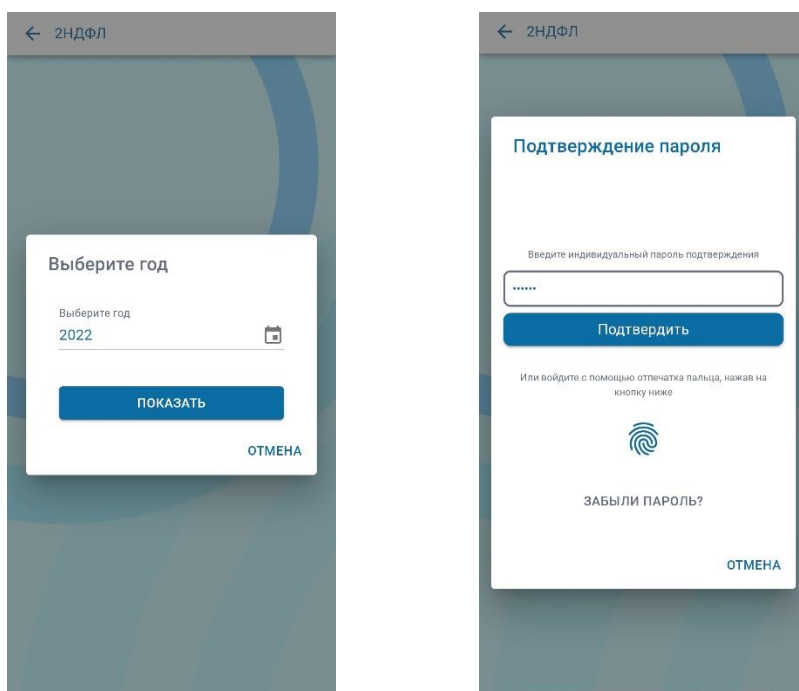 2НДФЛ
Выберите год
Выберите год
2022
ПОКАЗАТЬ
ОТМЕНА
2НДФЛ
Подтверждение пароля
Введите индивидуальный пароль подтверждения
······
Подтвердить
Или войдите с помощью отпечатка пальца, нажав на
кнопку ниже
ЗАБЫЛИ ПАРОЛЬ?
ОТМЕНА